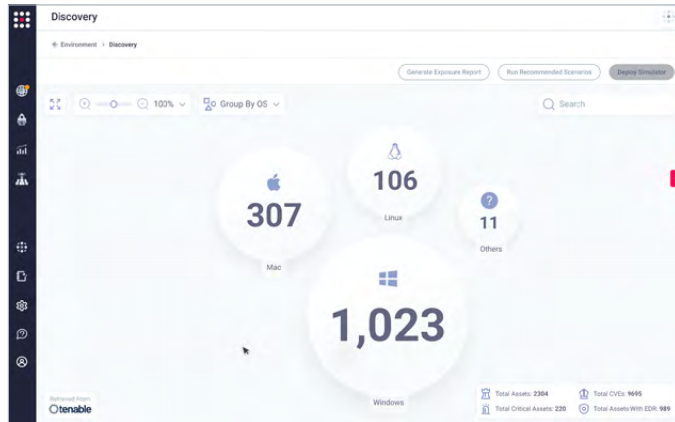 Discovery
Environment > Discovery
Generate Exposure Report
Run Recommended Scenarios
Deploy Simulator
100%
Group By OS
Search
106
Linux
307
Mac
?
11
Others
1,023
Windows
Retrieved From
tenable
Total Assets: 2304
Total CVEs: 9695
Total Critical Assets: 220
Total Assets With EDR: 989